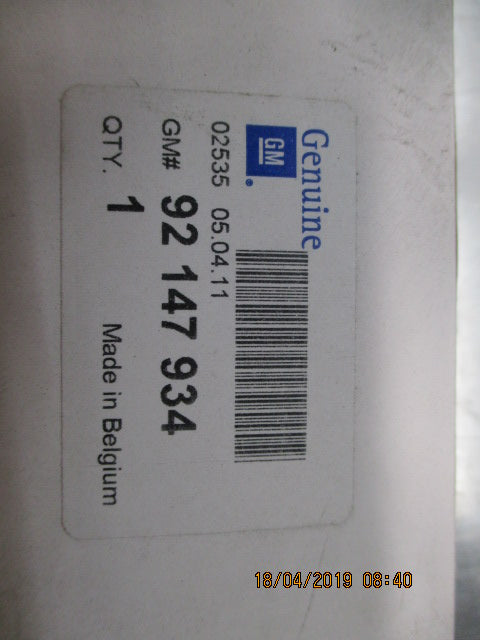 Genuine
GM
02535 05.04.11
GM# 92 147 934
QTY. 1 Made in Belgium
18/04/2019 08:40